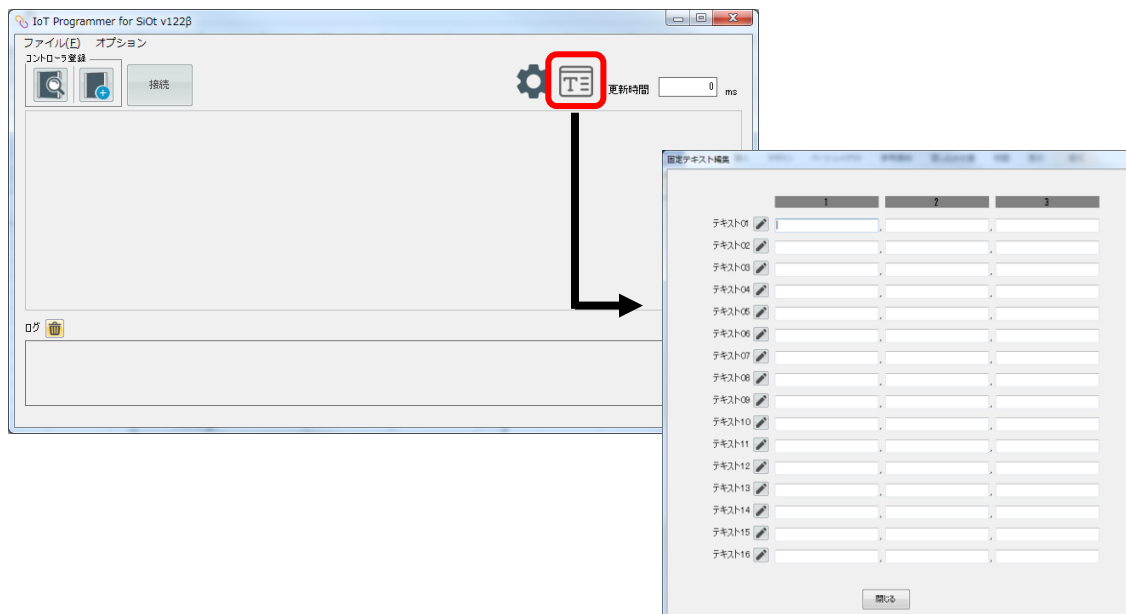 IoT Programmer for SiOt v122β
ファイル(F) オプション
コントローラ登録
接続
T
更新時間 0 ms
ログ
固定テキスト編集
1 2 3
テキスト01 , ,
テキスト02 , ,
テキスト03 , ,
テキスト04 , ,
テキスト05 , ,
テキスト06 , ,
テキスト07 , ,
テキスト08 , ,
テキスト09 , ,
テキスト10 , ,
テキスト11 , ,
テキスト12 , ,
テキスト13 , ,
テキスト14 , ,
テキスト15 , ,
テキスト16 , ,
閉じる